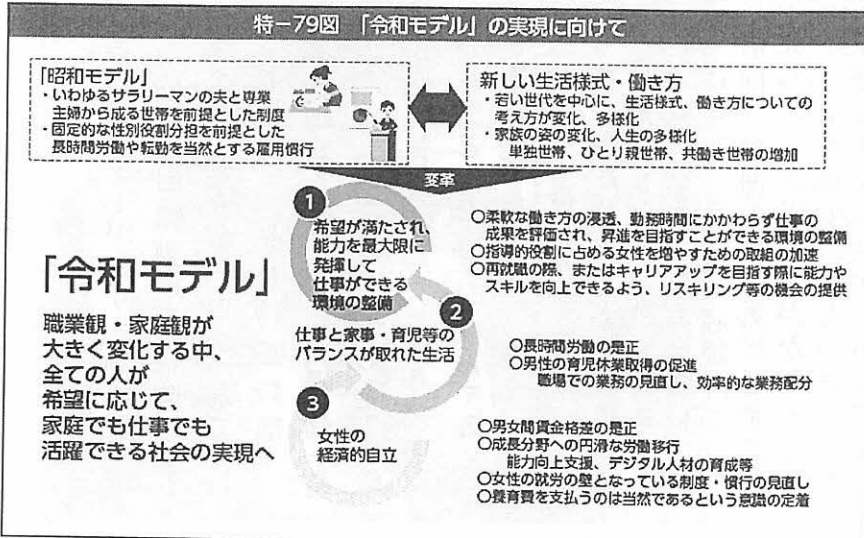 特－79図　「令和モデル」の実現に向けて
「昭和モデル」
・いわゆるサラリーマンの夫と専業
主婦から成る世帯を前提とした制度
・固定的な性別役割分担を前提とした
長時間労働や転勤を当然とする雇用慣行
新しい生活様式・働き方
・若い世代を中心に、生活様式、働き方についての
考え方が変化、多様化
・家族の姿の変化、人生の多様化
単独世帯、ひとり親世帯、共働き世帯の増加
変革
「令和モデル」
職業観・家庭観が
大きく変化する中、
全ての人が
希望に応じて、
家庭でも仕事でも
活躍できる社会の実現へ
1
希望が満たされ、
能力を最大限に
発揮して
仕事ができる
環境の整備
○柔軟な働き方の浸透、勤務時間にかかわらず仕事の
成果を評価され、昇進を目指すことができる環境の整備
○指導的役割に占める女性を増やすための取組の加速
○再就職の際、またはキャリアアップを目指す際に能力や
スキルを向上できるよう、リスキリング等の機会の提供
2
仕事と家事・育児等の
バランスが取れた生活
○長時間労働の是正
○男性の育児休業取得の促進
職場での業務の見直し、効率的な業務配分
3
女性の
経済的自立
○男女間賃金格差の是正
○成長分野への円滑な労働移行
能力向上支援、デジタル人材の育成等
○女性の就労の壁となっている制度・慣行の見直し
○養育費を支払うのは当然であるという意識の定着